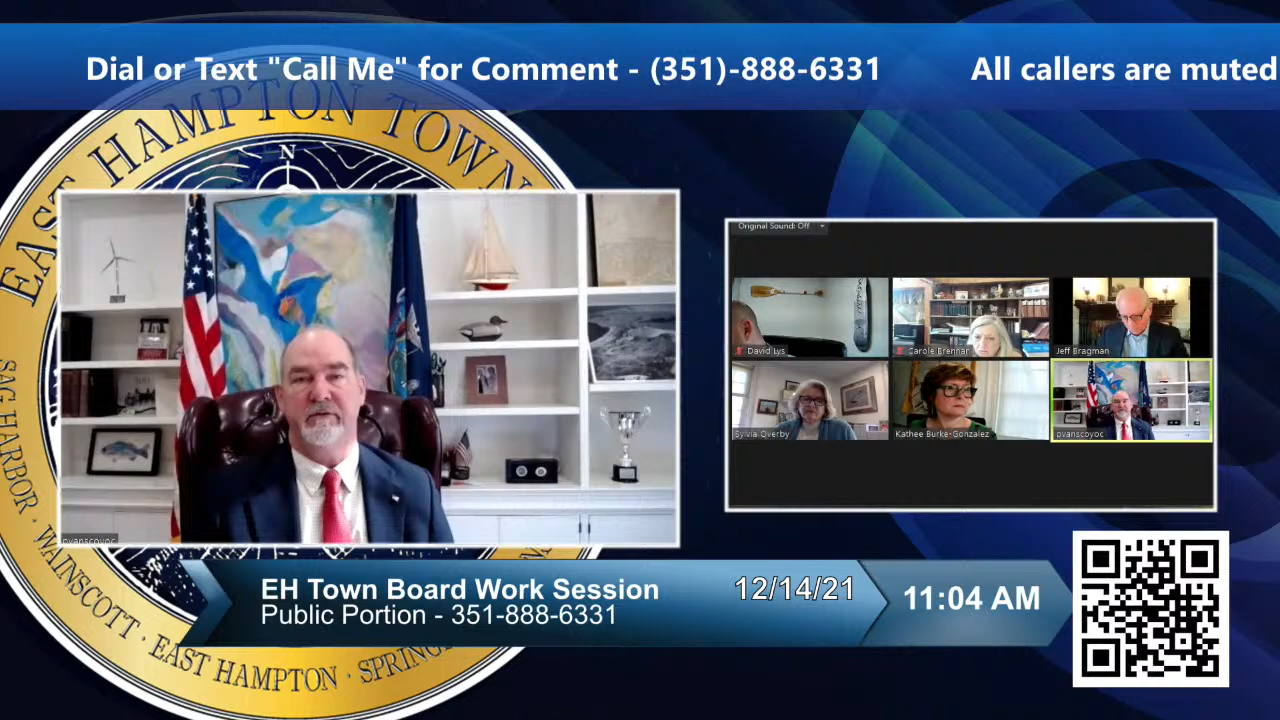 Dial or Text "Call Me" for Comment - (351)-888-6331 All callers are muted
EAST HAMPTON TOWN
N
Original Sound: Off
David Lys
Carole Brennan
Jeff Bragman
Sylvia Overby
Kathee Burke-Gonzalez
pvanscoyoc
pvanscoyoc
EH Town Board Work Session
Public Portion - 351-888-6331
12/14/21
11:04 AM
SAG HARBOR · WAINSCOTT · EAST HAMPTON ·